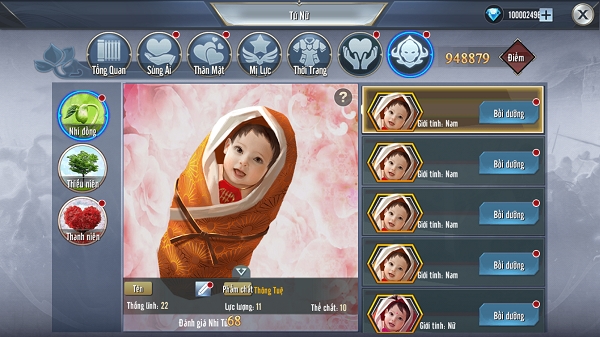 Tú Nữ
100002496
Tổng Quan
Sủng Ái
Thân Mật
Mị Lực
Thời Trang
948879
Điểm
Nhi đồng
Thiếu niên
Thanh niên
?
Giới tính: Nam
Bồi dưỡng
Giới tính: Nam
Bồi dưỡng
Giới tính: Nam
Bồi dưỡng
Giới tính: Nam
Bồi dưỡng
Giới tính: Nữ
Bồi dưỡng
Tên
Phẩm chất Thông Tuệ
Thống lĩnh: 22
Lực lượng: 11
Thể chất: 10
Đánh giá Nhi Tử 68